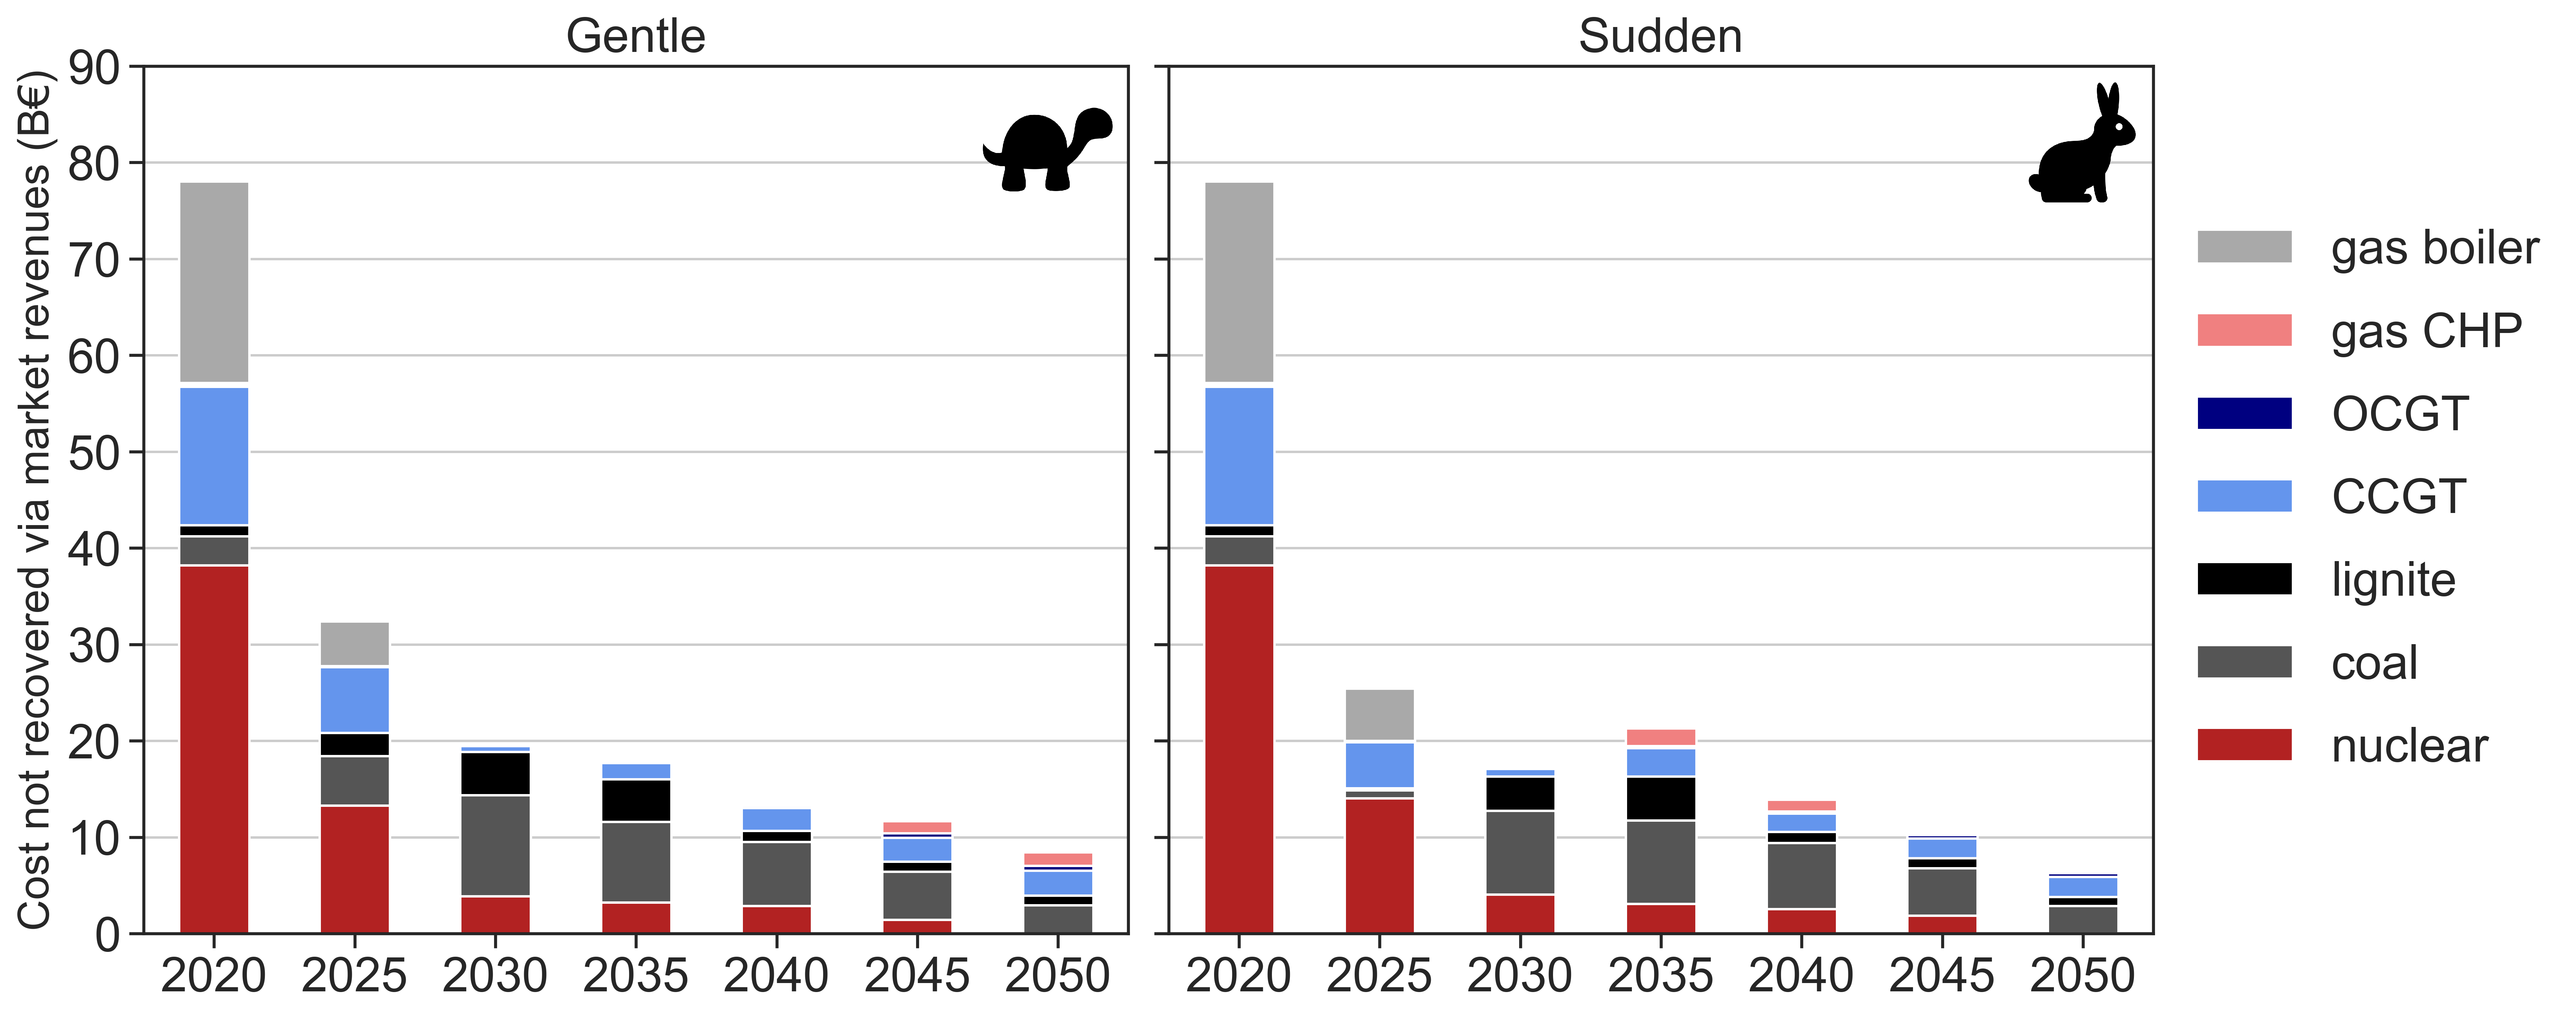 Gentle
Sudden
Cost not recovered via market revenues (B€)
90
80
70
60
50
40
30
20
10
0
2020 2025 2030 2035 2040 2045 2050
2020 2025 2030 2035 2040 2045 2050
gas boiler
gas CHP
OCGT
CCGT
lignite
coal
nuclear